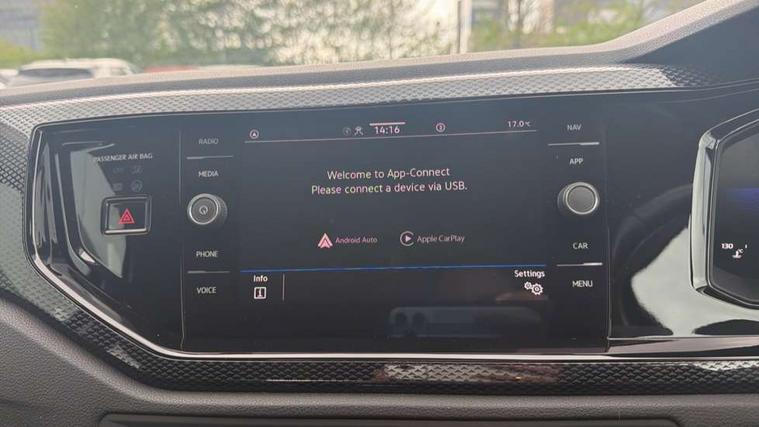 PASSENGER AIR BAG
RADIO
MEDIA
PHONE
VOICE
14:16
17.0°C
Welcome to App-Connect
Please connect a device via USB.
Android Auto
Apple CarPlay
Info
Settings
NAV
APP
CAR
MENU
130